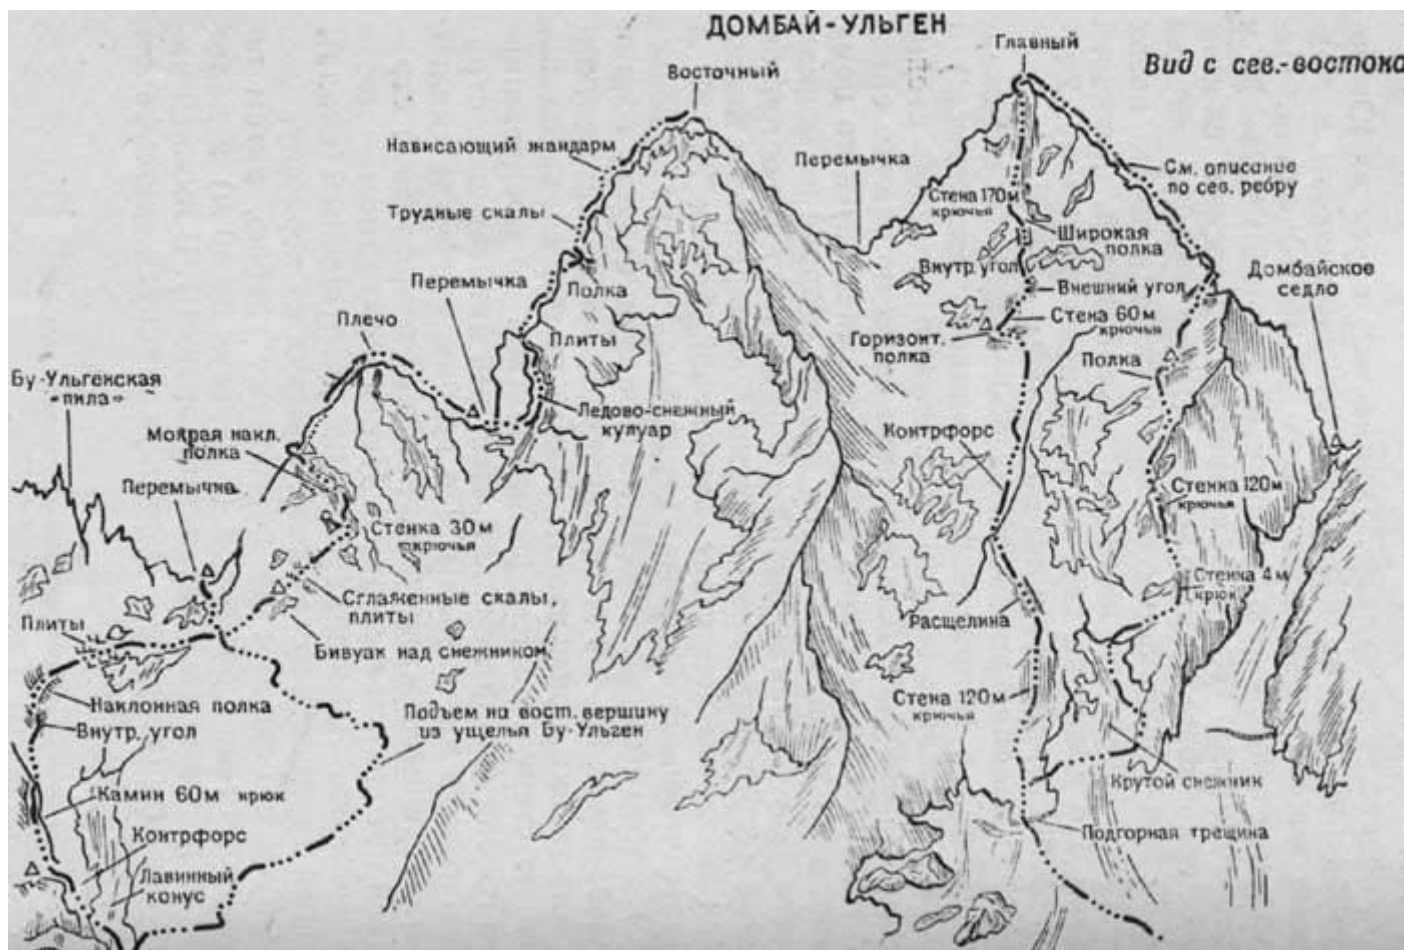 ДОМБАЙ-УЛЬГЕН
Главный
Вид с сев.-востока
Восточный
Нависающий жандарм
Перемычка
См. описание
по сев. ребру
Стена 170м
крючья
Трудные скалы
Широкая
полка
Внутр. угол
Домбайское
седло
Перемычка
Полка
Внешний угол
Плечо
Стена 60м
крючья
Плиты
Горизонт.
полка
Полка
Бу-Ульгенская
"пила"
Ледово-снежный
кулуар
Мокрая накл.
полка
Контрфорс
Перемычка
Стенка 120м
крючья
Стенка 30м
крючья
Стенка 4м
крюк
Сглаженные скалы,
плиты
Плиты
Расщелина
Бивуак над снежником
Наклонная полка
Стена 120м
крючья
Подъем на вост. вершину
из ущелья Бу-Ульген
Внутр. угол
Камин 60м крюк
Крутой снежник
Контрфорс
Подгорная трещина
Лавинный
конус